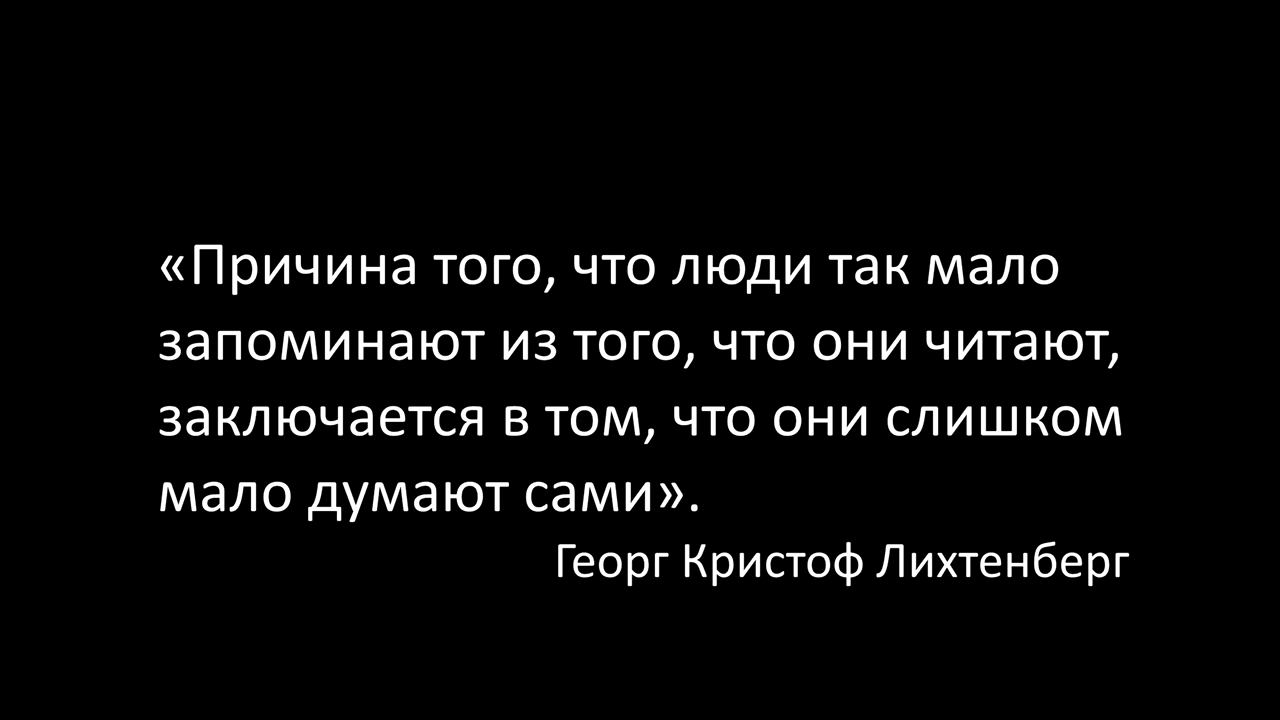 «Причина того, что люди так мало
запоминают из того, что они читают,
заключается в том, что они слишком
мало думают сами».
Георг Кристоф Лихтенберг